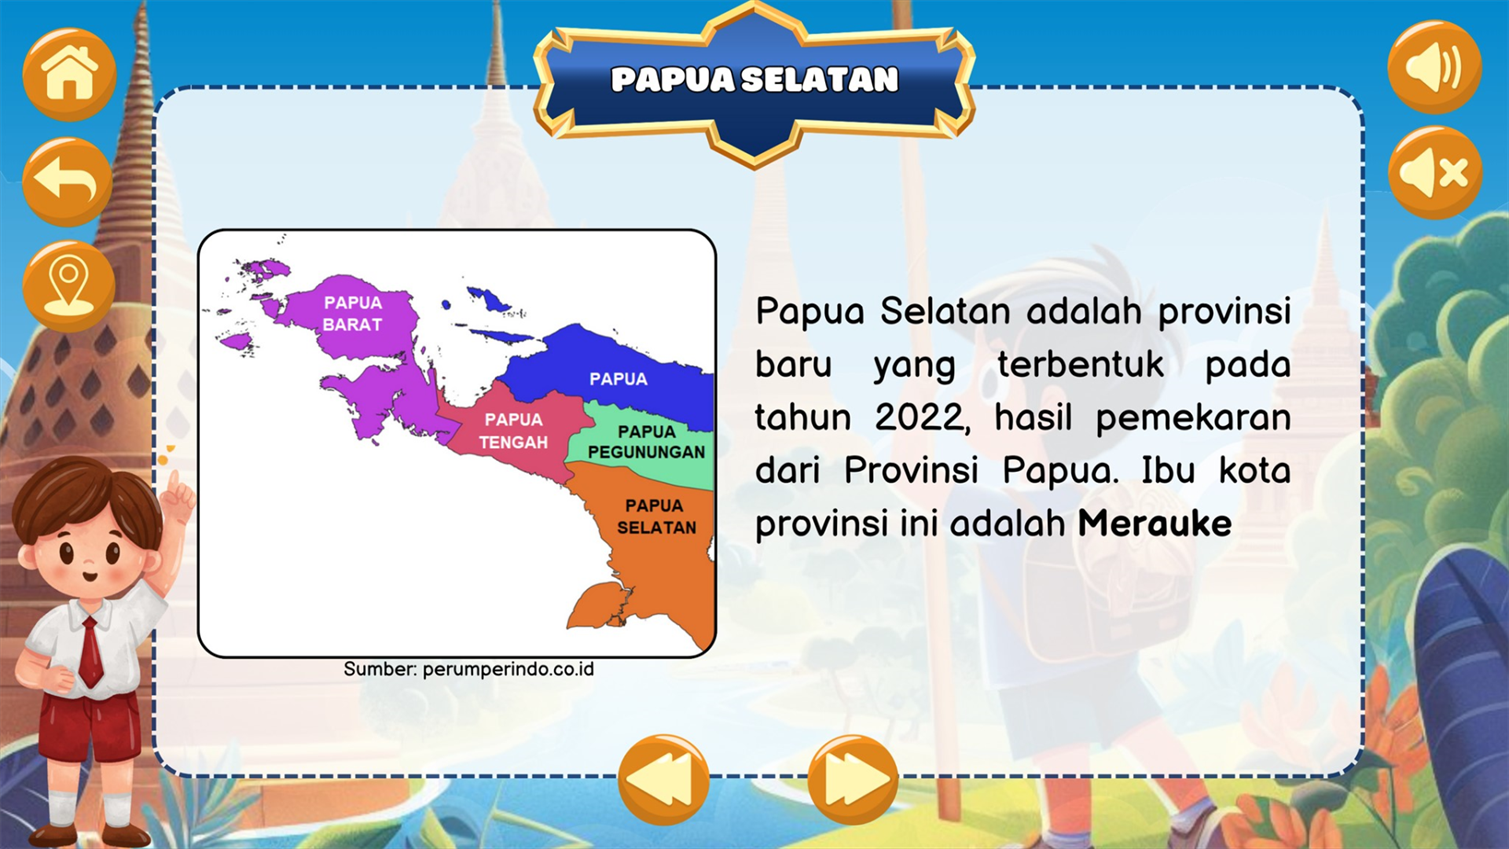 PAPUA SELATAN
PAPUA
BARAT
PAPUA
PAPUA
TENGAH
PAPUA
PEGUNUNGAN
PAPUA
SELATAN
Sumber: perumperindo.co.id
Papua Selatan adalah provinsi
baru yang terbentuk pada
tahun 2022, hasil pemekaran
dari Provinsi Papua. Ibu kota
provinsi ini adalah Merauke